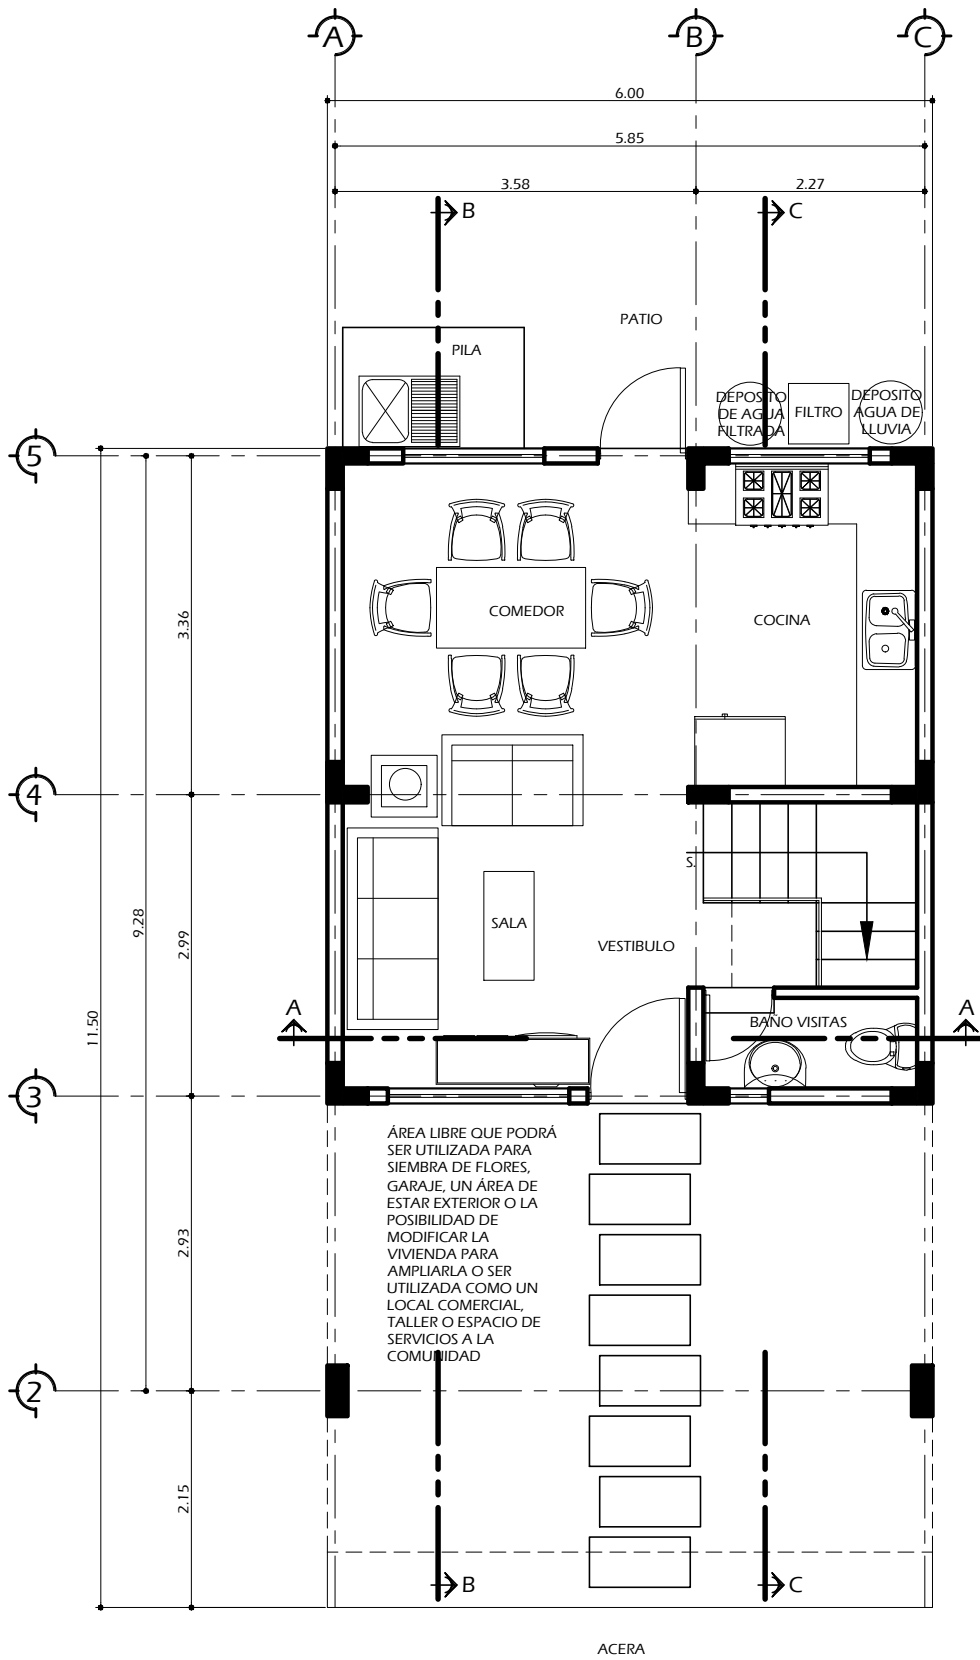 A
B
C
6.00
5.85
3.58
2.27
B
C
PATIO
PILA
DEPOSITO
DE AGUA
FILTRADA
FILTRO
DEPOSITO
AGUA DE
LLUVIA
5
3.36
COMEDOR
COCINA
4
S.
9.28
2.99
SALA
VESTIBULO
11.50
A
BAÑO VISITAS
A
3
ÁREA LIBRE QUE PODRÁ
SER UTILIZADA PARA
SIEMBRA DE FLORES,
GARAJE, UN ÁREA DE
ESTAR EXTERIOR O LA
POSIBILIDAD DE
MODIFICAR LA
VIVIENDA PARA
AMPLIARLA O SER
UTILIZADA COMO UN
LOCAL COMERCIAL,
TALLER O ESPACIO DE
SERVICIOS A LA
COMUNIDAD
2.93
2
2.15
B
C
ACERA